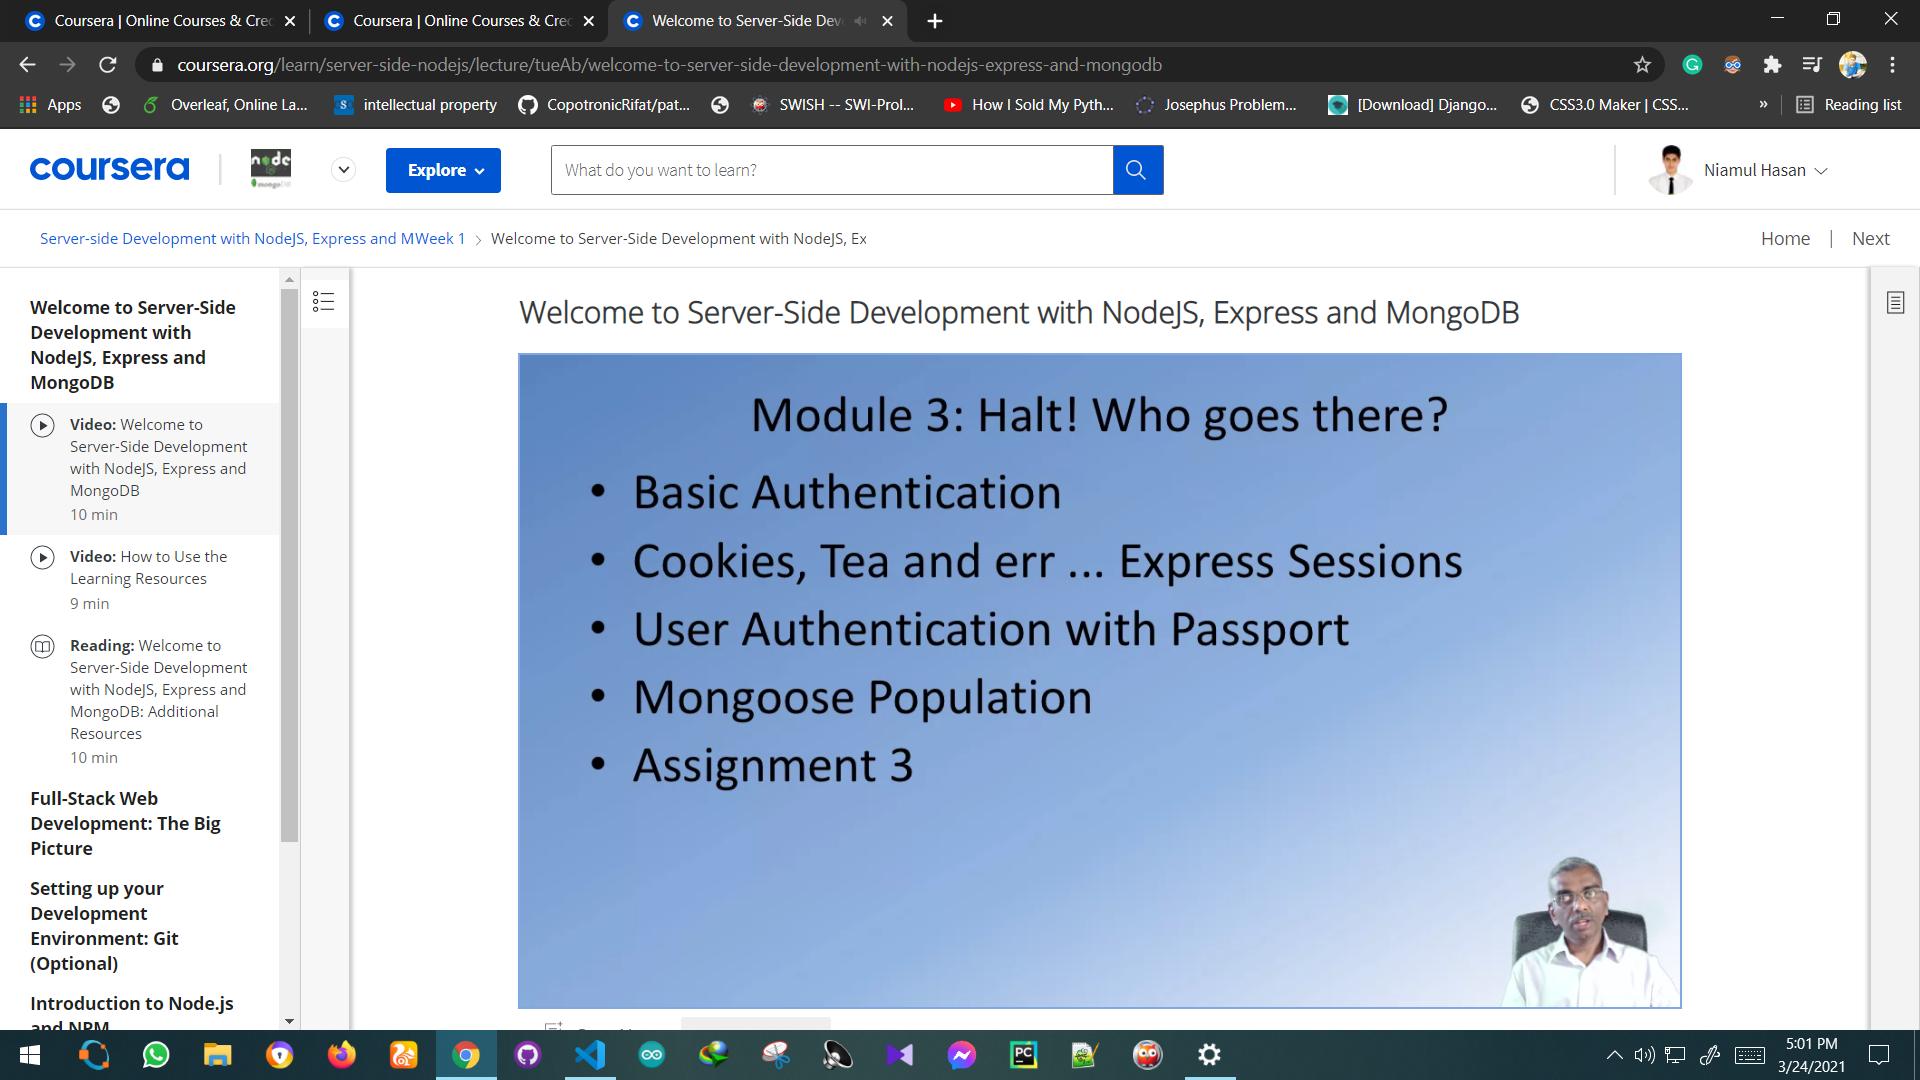 Coursera | Online Courses & Cre
Coursera | Online Courses & Cre
Welcome to Server-Side Dev
coursera.org/learn/server-side-nodejs/lecture/tueAb/welcome-to-server-side-development-with-nodejs-express-and-mongodb
Apps
Overleaf, Online La...
intellectual property
CopotronicRifat/pat...
SWISH -- SWI-Prol...
How I Sold My Pyth...
Josephus Problem...
[Download] Django...
CSS3.0 Maker | CSS...
»
Reading list
coursera
node
mongoDB
Explore
What do you want to learn?
Niamul Hasan
Server-side Development with NodeJS, Express and MWeek 1
Welcome to Server-Side Development with NodeJS, Ex
Home | Next
Welcome to Server-Side
Development with
NodeJS, Express and
MongoDB
Video: Welcome to
Server-Side Development
with NodeJS, Express and
MongoDB
10 min
Video: How to Use the
Learning Resources
9 min
Reading: Welcome to
Server-Side Development
with NodeJS, Express and
MongoDB: Additional
Resources
10 min
Full-Stack Web
Development: The Big
Picture
Setting up your
Development
Environment: Git
(Optional)
Introduction to Node.js
and NPM
Welcome to Server-Side Development with NodeJS, Express and MongoDB
Module 3: Halt! Who goes there?
• Basic Authentication
• Cookies, Tea and err ... Express Sessions
• User Authentication with Passport
• Mongoose Population
• Assignment 3
PC
5:01 PM
3/24/2021